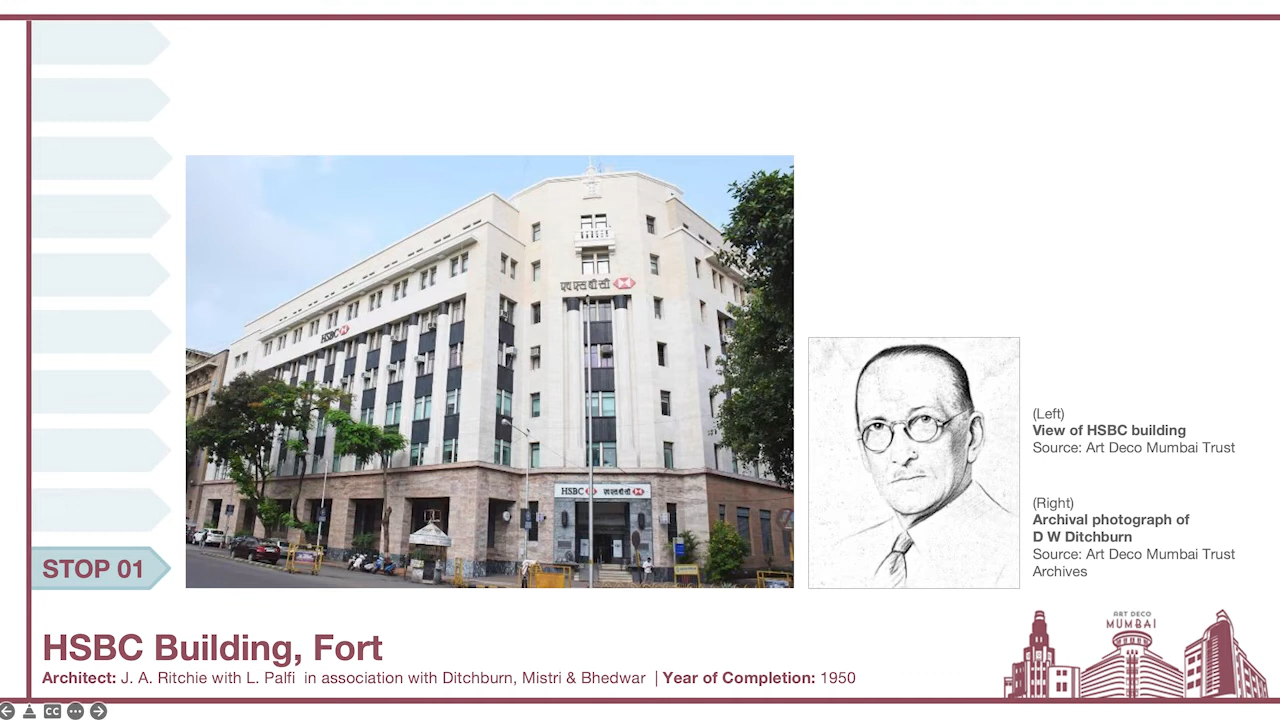 एच एस बी सी
HSBC
HSBC एच एस बी सी
(Left)
View of HSBC building
Source: Art Deco Mumbai Trust
(Right)
Archival photograph of
D W Ditchburn
Source: Art Deco Mumbai Trust
Archives
STOP 01
ART DECO
MUMBAI
HSBC Building, Fort
Architect: J. A. Ritchie with L. Palfi in association with Ditchburn, Mistri & Bhedwar | Year of Completion: 1950
CC